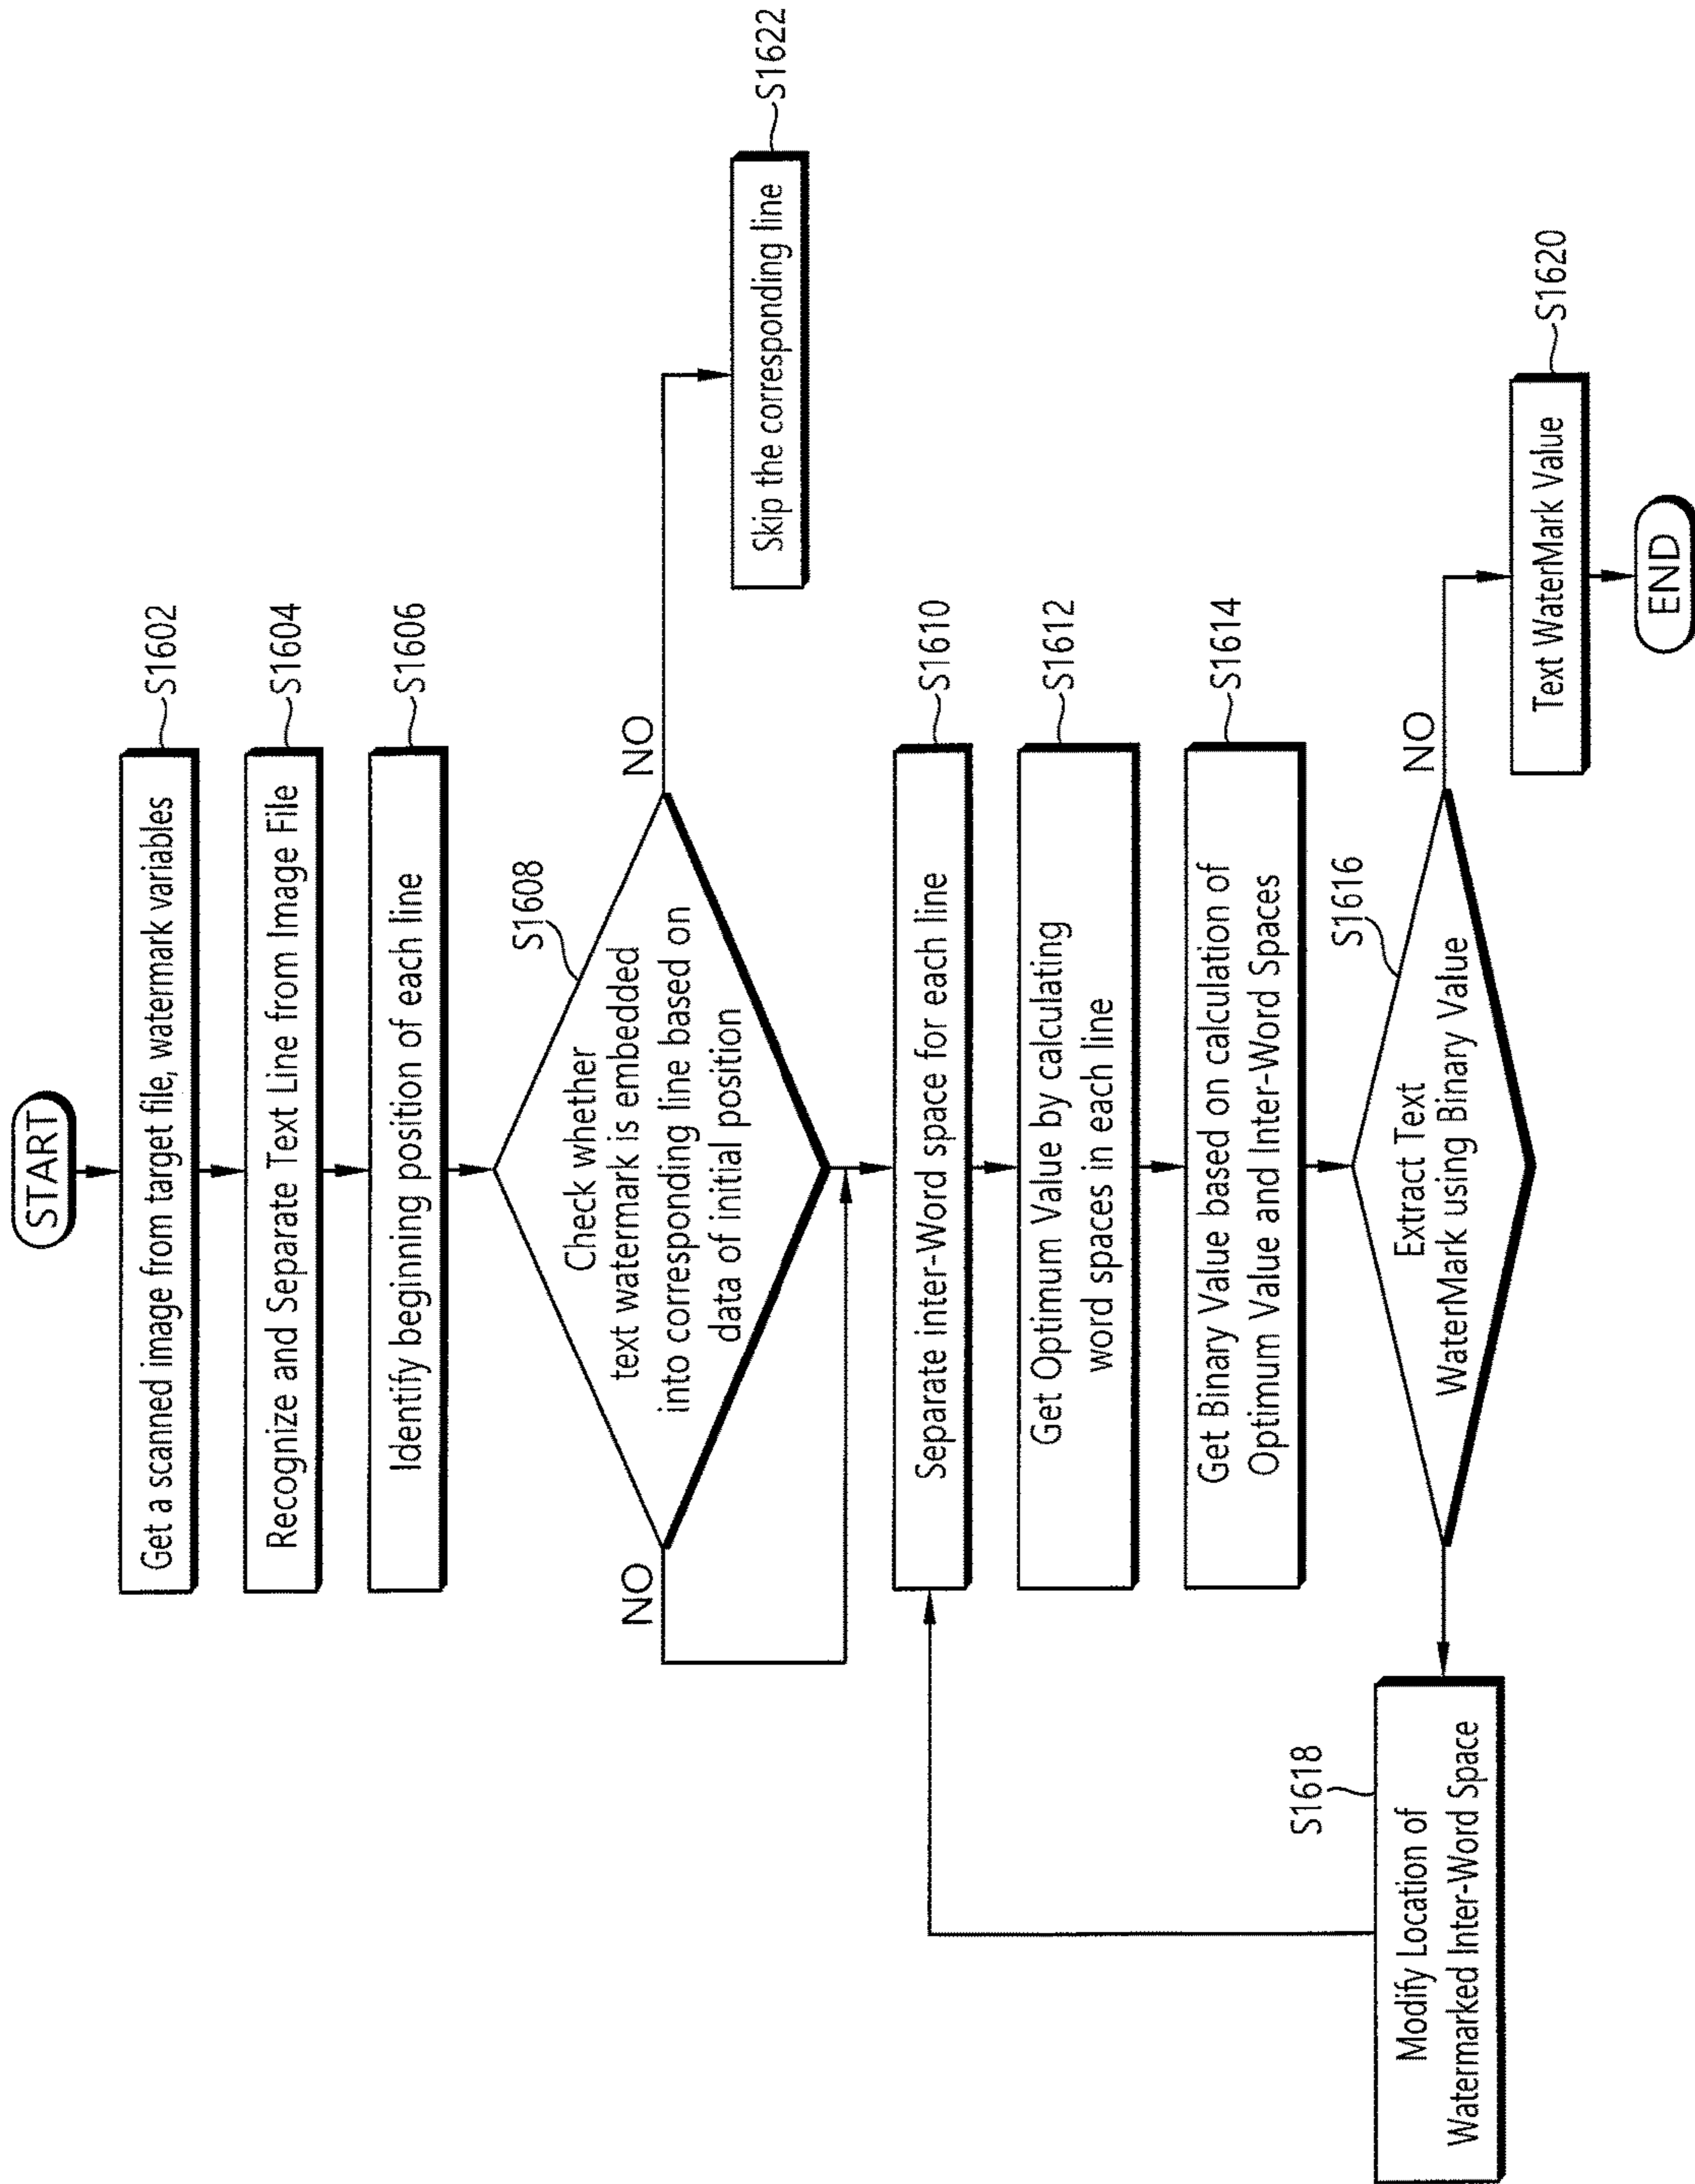 START
Get a scanned image from target file, watermark variables
S1602
Recognize and Separate Text Line from Image File
S1604
Identify beginning position of each line
S1606
S1608
Check whether
text watermark is embedded
into corresponding line based on
data of initial position
NO
NO
Skip the corresponding line
S1622
Separate inter-Word space for each line
S1610
Get Optimum Value by calculating
word spaces in each line
S1612
Get Binary Value based on calculation of
Optimum Value and Inter-Word Spaces
S1614
S1616
Extract Text
WaterMark using Binary Value
NO
S1618
Modify Location of
Watermarked Inter-Word Space
Text WaterMark Value
S1620
END